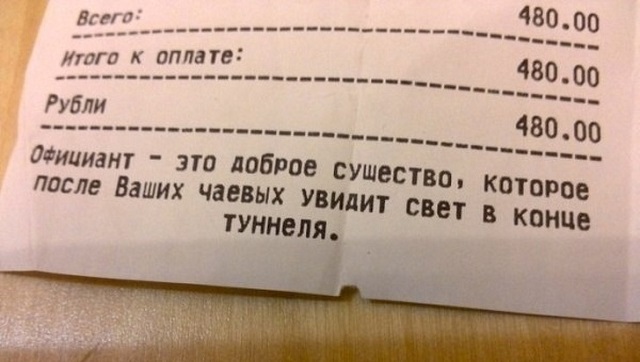 Всего: 480.00
Итого к оплате: 480.00
Рубли 480.00
Официант - это доброе существо, которое
после Ваших чаевых увидит свет в конце
туннеля.